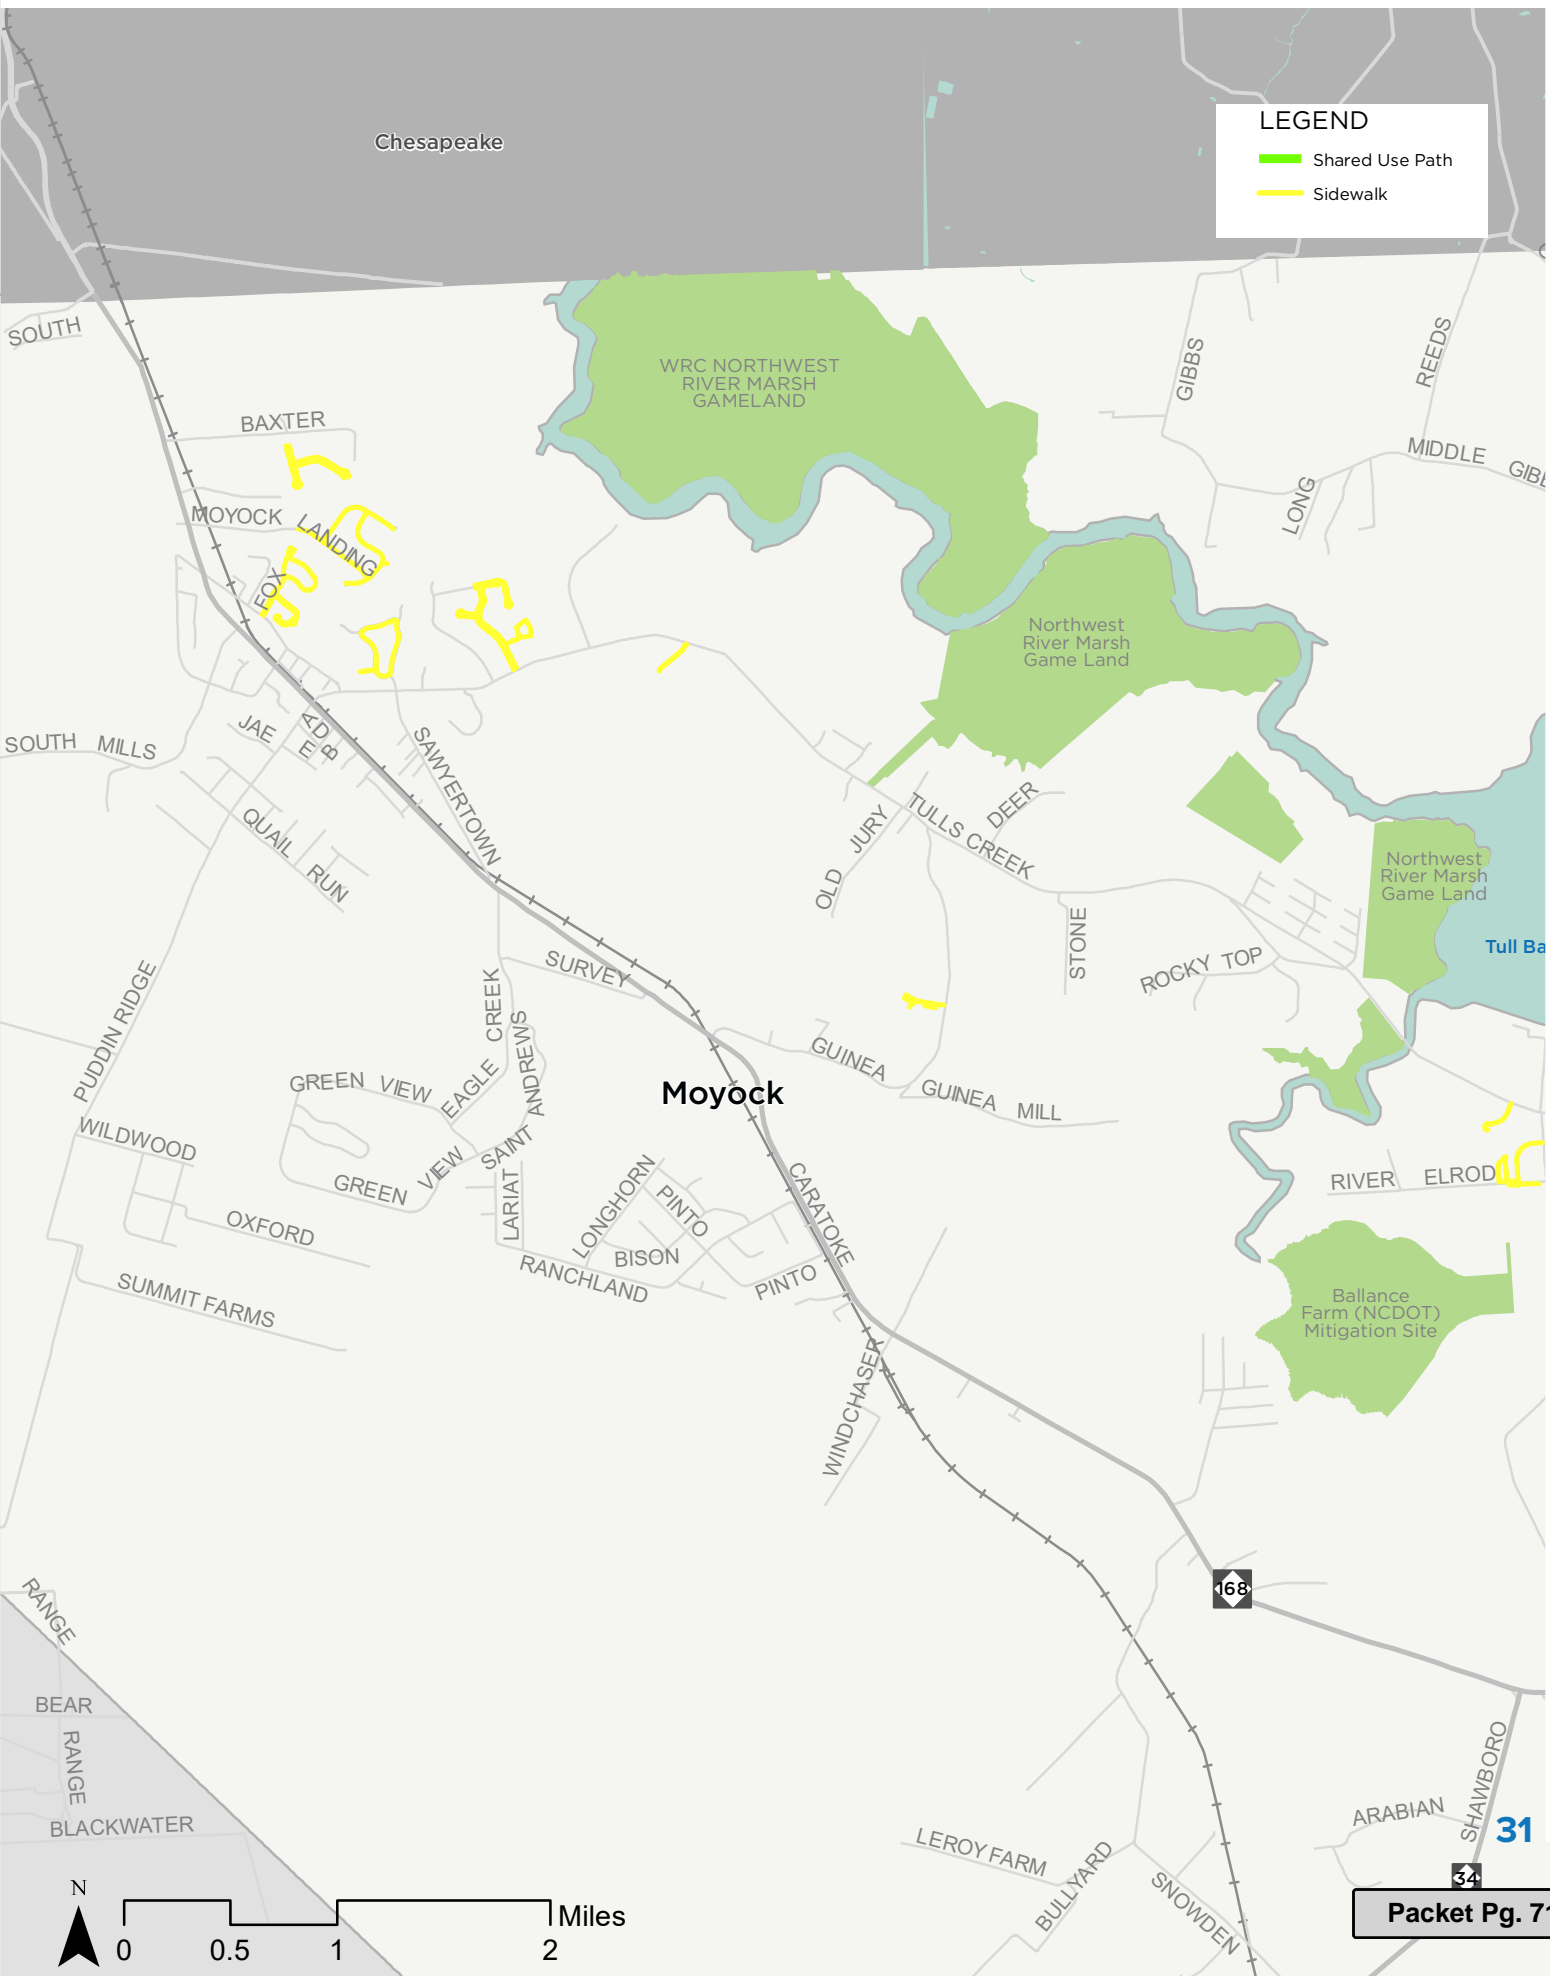 Chesapeake
LEGEND
Shared Use Path
Sidewalk
SOUTH
WRC NORTHWEST
RIVER MARSH
GAMELAND
GIBBS
REEDS
BAXTER
MIDDLE
LONG
MOYOCK LANDING
FOX
Northwest
River Marsh
Game Land
SOUTH MILLS
JAE
SAWYERTOWN
QUAIL RUN
OLD JURY
TULLS CREEK
DEER
Northwest
River Marsh
Game Land
STONE
ROCKY TOP
SURVEY
PUDDIN RIDGE
EAGLE CREEK
SAINT ANDREWS
GUINEA
GUINEA MILL
Moyock
GREEN VIEW
GREEN VIEW
WILDWOOD
OXFORD
SUMMIT FARMS
LARIAT
LONGHORN
PINTO
BISON
RANCHLAND
PINTO
CARATOKE
RIVER
ELROD
Ballance
Farm (NCDOT)
Mitigation Site
WINDCHASER
168
RANGE
BEAR
RANGE
BLACKWATER
SHAWBORO
ARABIAN
31
34
LEROY FARM
BULLYARD
SNOWDEN
Packet Pg.
N
Miles
0 0.5 1 2